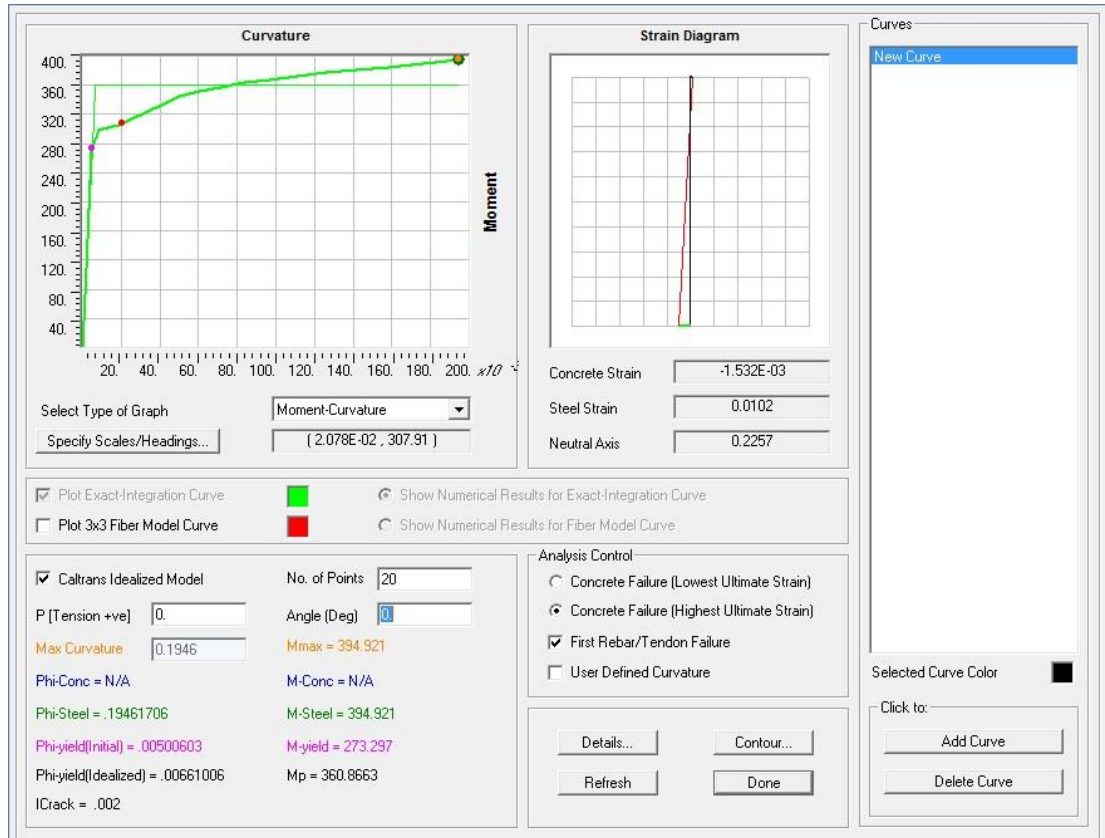 Curvature
400.
360.
320.
280.
240.
200.
160.
120.
80.
40.
20. 40. 60. 80. 100. 120. 140. 160. 180. 200. x10
Moment
Select Type of Graph Moment-Curvature
Specify Scales/Headings... ( 2.078E-02 , 307.91 )
Strain Diagram
Concrete Strain -1.532E-03
Steel Strain 0.0102
Neutral Axis 0.2257
Curves
New Curve
Plot Exact-Integration Curve Show Numerical Results for Exact-Integration Curve
Plot 3x3 Fiber Model Curve Show Numerical Results for Fiber Model Curve
Caltrans Idealized Model No. of Points 20
P [Tension +ve] 0. Angle (Deg) 0.
Max Curvature 0.1946 Mmax = 394.921
Phi-Conc = N/A M-Conc = N/A
Phi-Steel = .19461706 M-Steel = 394.921
Phi-yield(Initial) = .00500603 M-yield = 273.297
Phi-yield(Idealized) = .00661006 Mp = 360.8663
ICrack = .002
Analysis Control
Concrete Failure (Lowest Ultimate Strain)
Concrete Failure (Highest Ultimate Strain)
First Rebar/Tendon Failure
User Defined Curvature
Details... Contour...
Refresh Done
Selected Curve Color
Click to:
Add Curve
Delete Curve